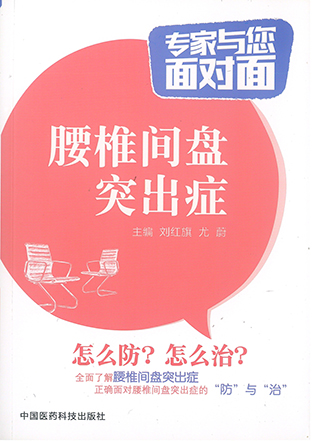 专家与您
面对面
腰椎间盘
突出症
主编 刘红旗 尤蔚
怎么防？怎么治？
全面了解腰椎间盘突出症
正确面对腰椎间盘突出症的“防”与“治”
中国医药科技出版社